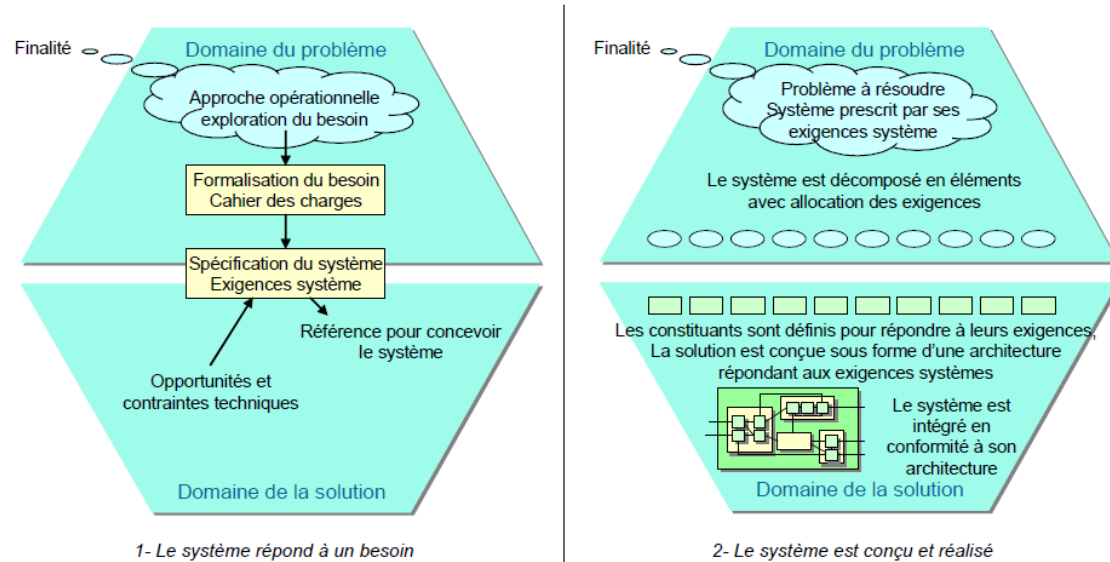 Finalité
Domaine du problème
Approche opérationnelle
exploration du besoin
Formalisation du besoin
Cahier des charges
Spécification du système
Exigences système
Référence pour concevoir
le système
Opportunités et
contraintes techniques
Domaine de la solution
1- Le système répond à un besoin
Finalité
Domaine du problème
Problème à résoudre
Système prescrit par ses
exigences système
Le système est décomposé en éléments
avec allocation des exigences
Les constituants sont définis pour répondre à leurs exigences,
La solution est conçue sous forme d'une architecture
répondant aux exigences systèmes
Le système est
intégré en
conformité à son
architecture
Domaine de la solution
2- Le système est conçu et réalisé